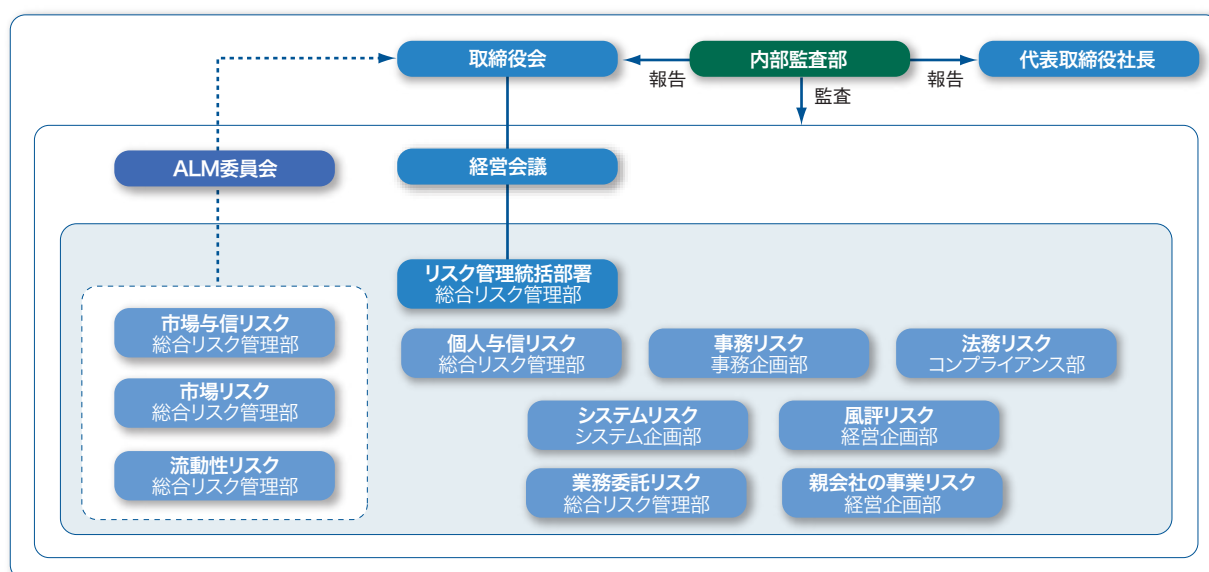 取締役会
内部監査部
代表取締役社長
報告
報告
監査
ALM委員会
経営会議
リスク管理統括部署
総合リスク管理部
市場与信リスク
総合リスク管理部
市場リスク
総合リスク管理部
流動性リスク
総合リスク管理部
個人与信リスク
総合リスク管理部
事務リスク
事務企画部
法務リスク
コンプライアンス部
システムリスク
システム企画部
風評リスク
経営企画部
業務委託リスク
総合リスク管理部
親会社の事業リスク
経営企画部